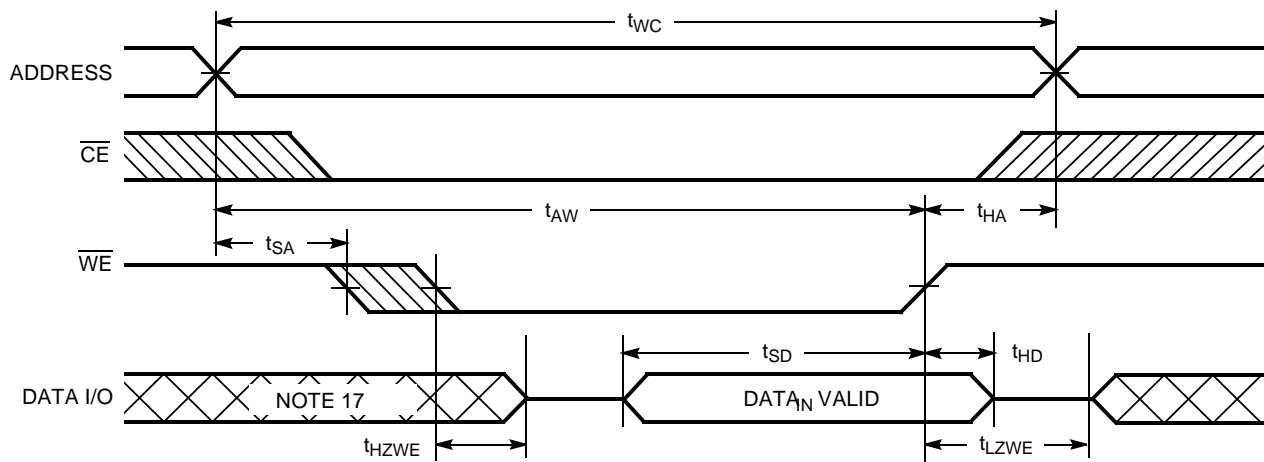 tWC
ADDRESS
CE
tAW
tHA
tSA
WE
tSD
tHD
DATA I/O
NOTE 17
DATAIN VALID
tHZWE
tLZWE